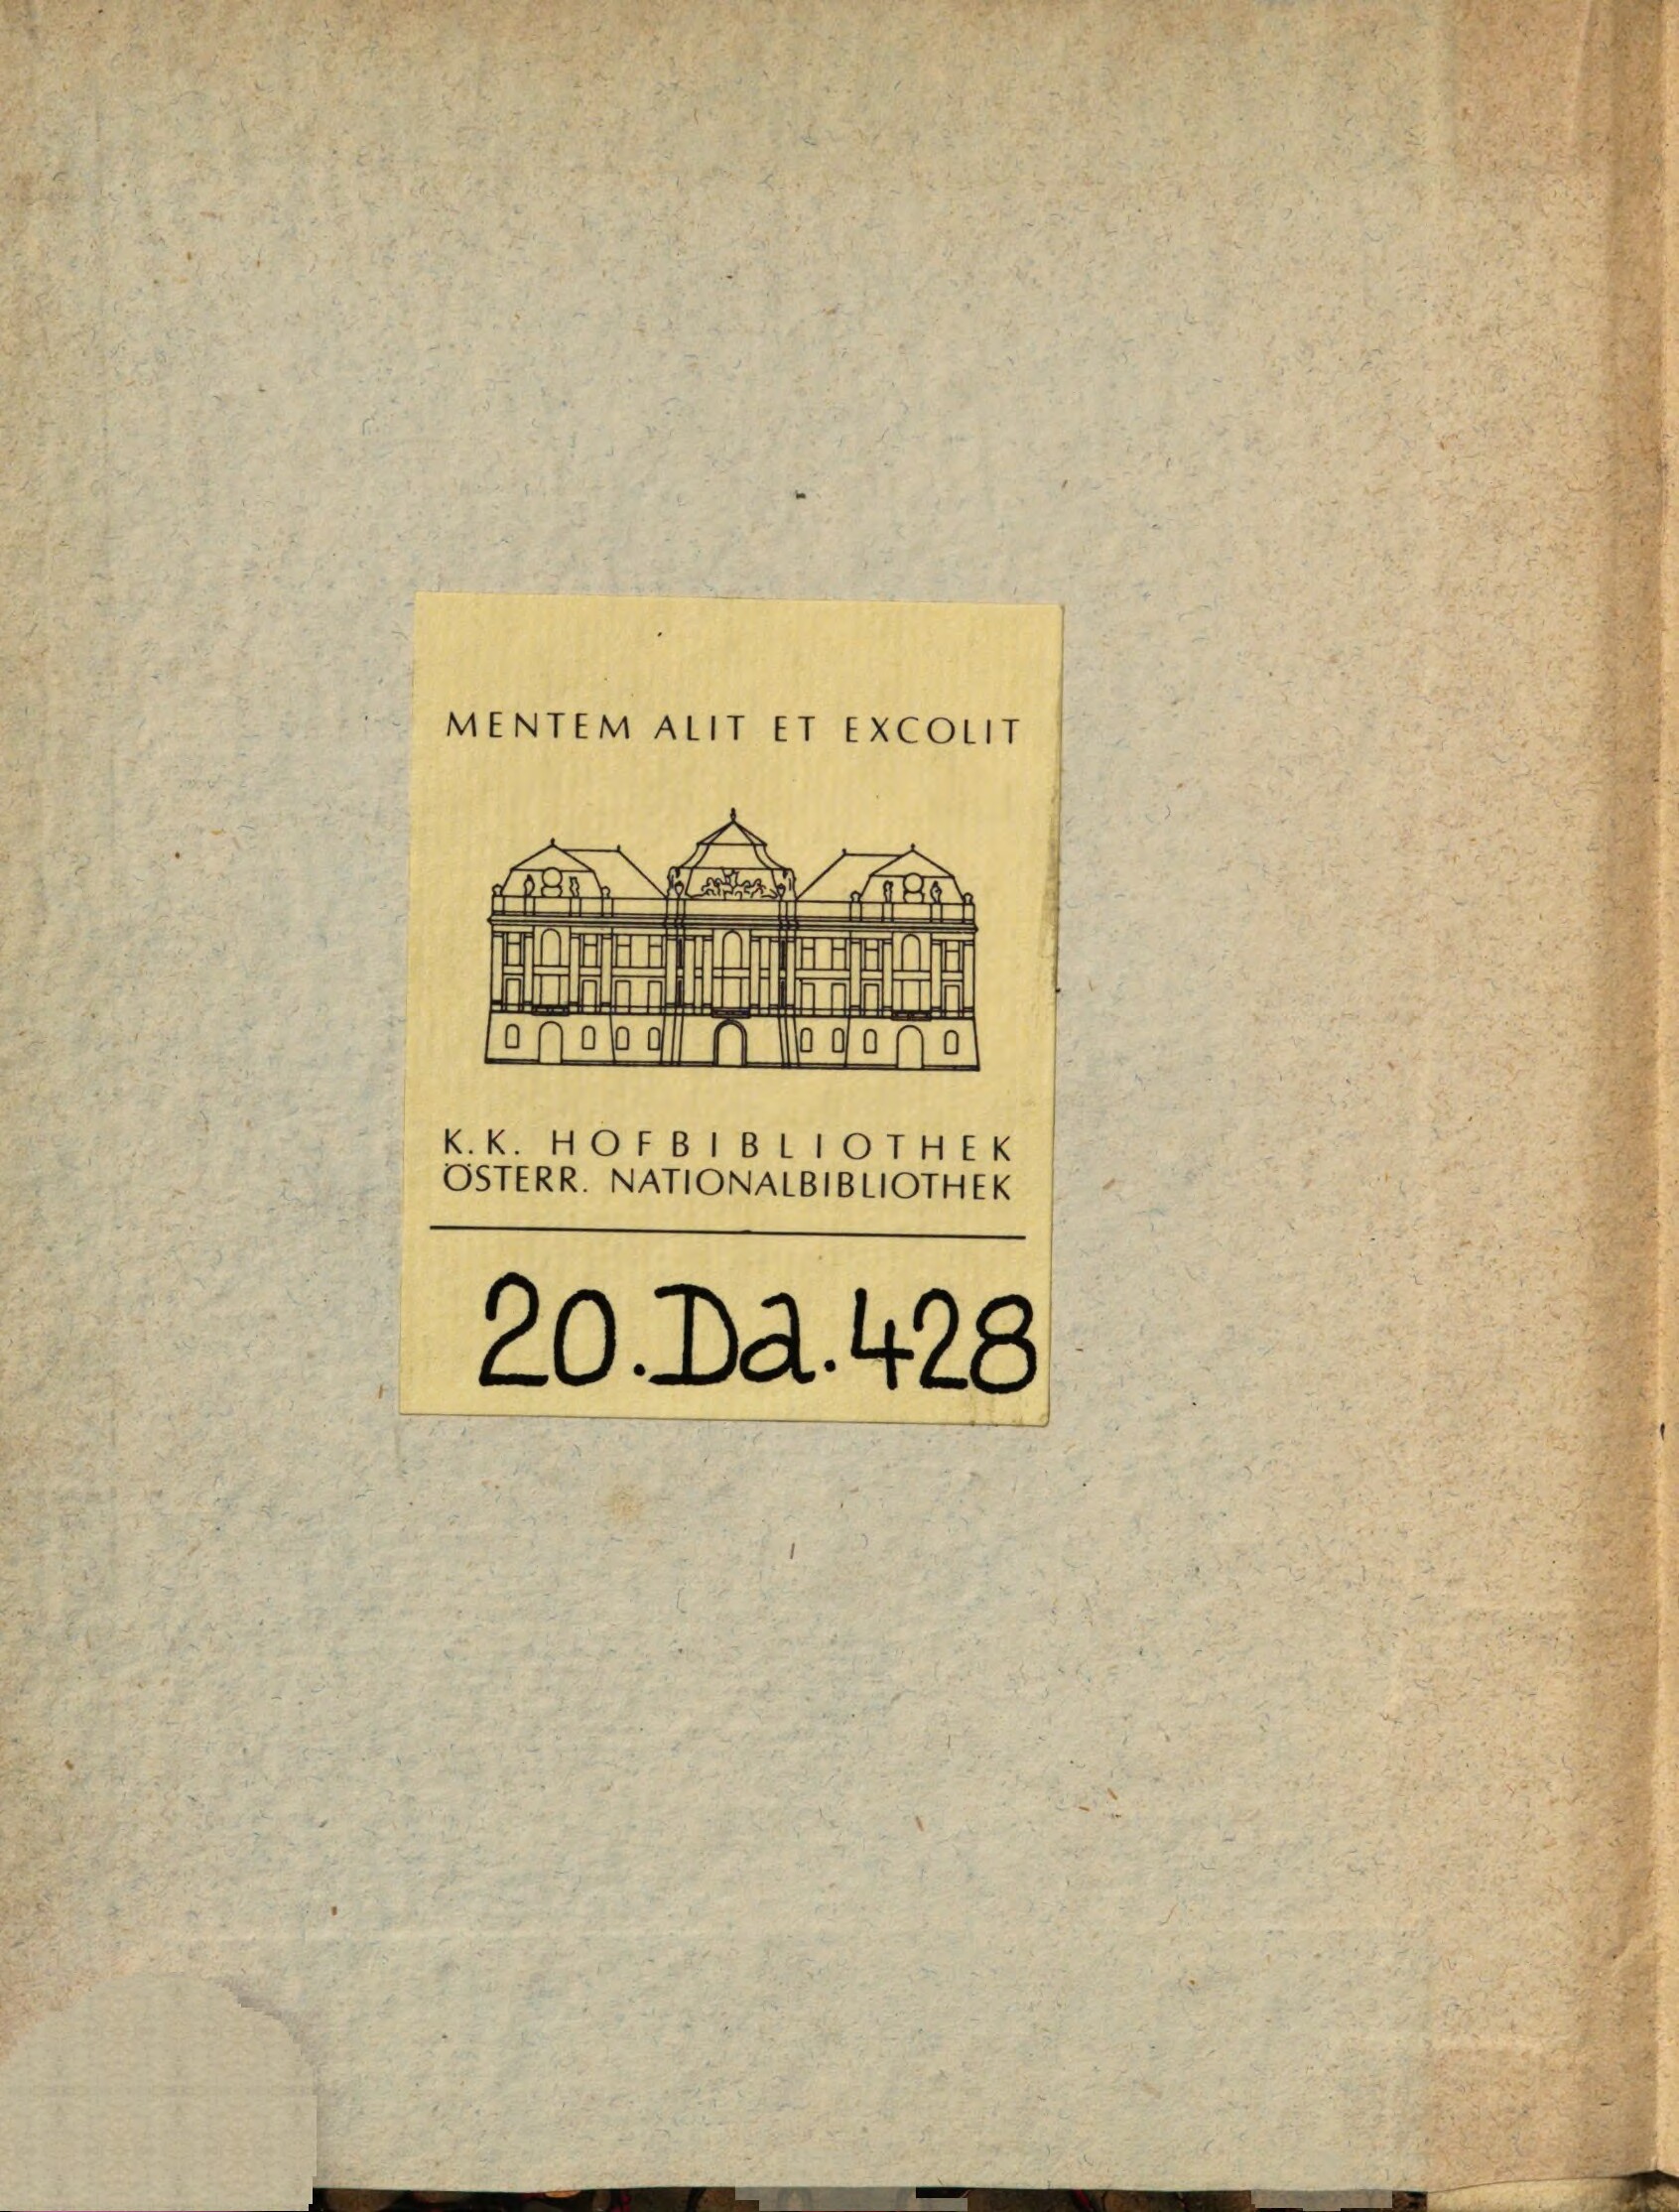 MENTEM ALIT ET EXCOLIT
K.K. HOFBIBLIOTHEK
ÖSTERR. NATIONALBIBLIOTHEK
20.Da.428